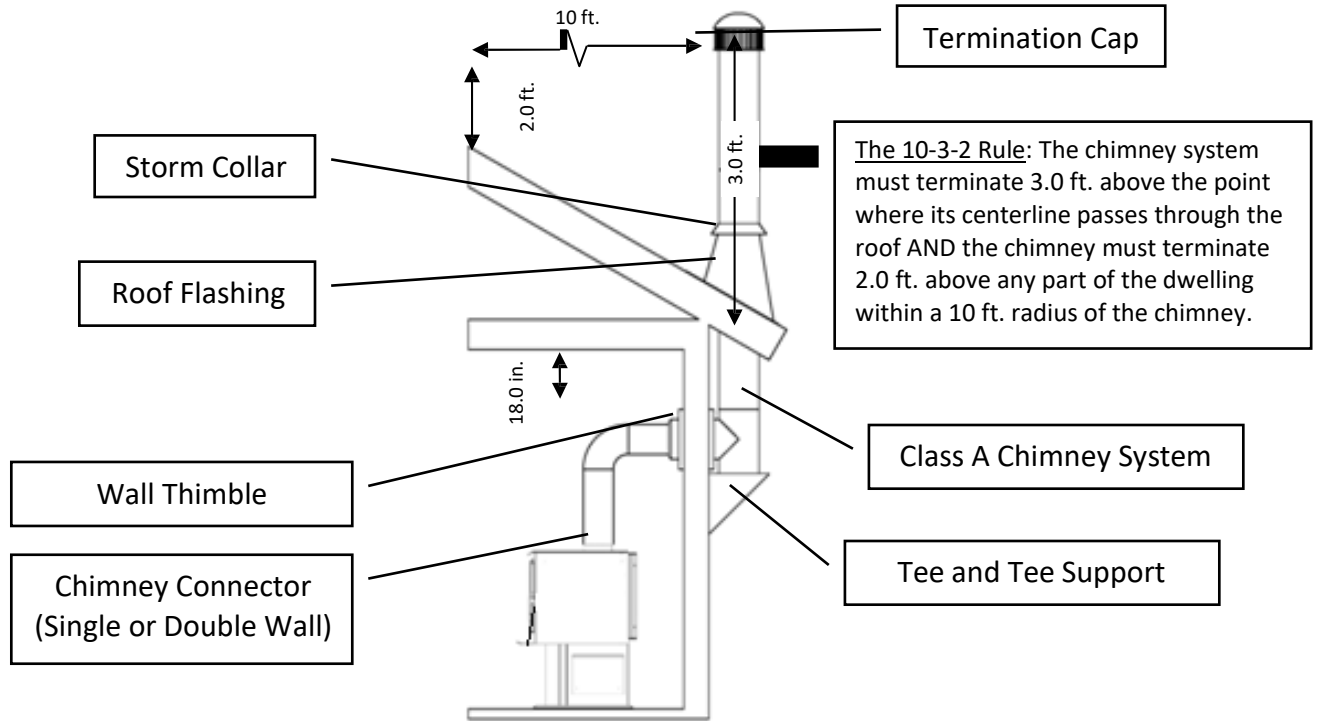 10 ft.
Termination Cap
2.0 ft.
Storm Collar
3.0 ft.
The 10-3-2 Rule: The chimney system
must terminate 3.0 ft. above the point
where its centerline passes through the
roof AND the chimney must terminate
2.0 ft. above any part of the dwelling
within a 10 ft. radius of the chimney.
Roof Flashing
18.0 in.
Wall Thimble
Class A Chimney System
Chimney Connector
(Single or Double Wall)
Tee and Tee Support